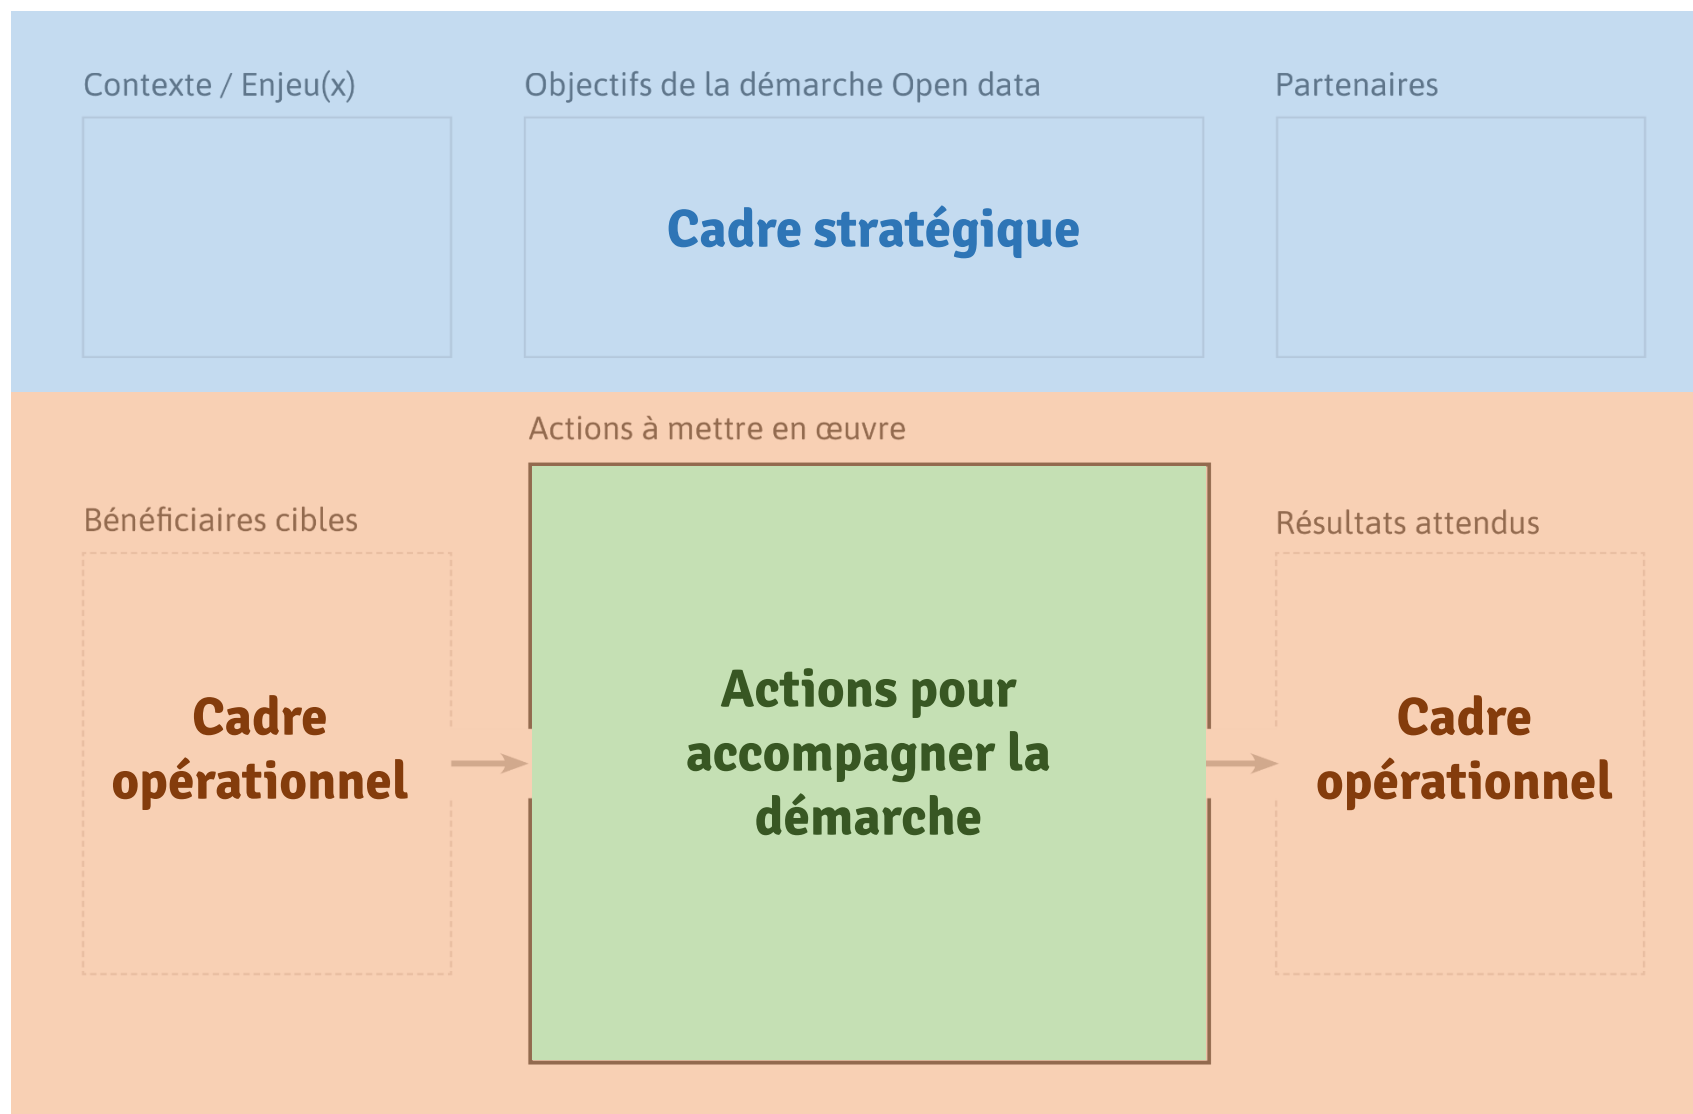 Contexte / Enjeu(x)
Objectifs de la démarche Open data
Partenaires
Cadre stratégique
Actions à mettre en œuvre
Bénéficiaires cibles
Résultats attendus
Cadre
opérationnel
Actions pour
accompagner la
démarche
Cadre
opérationnel